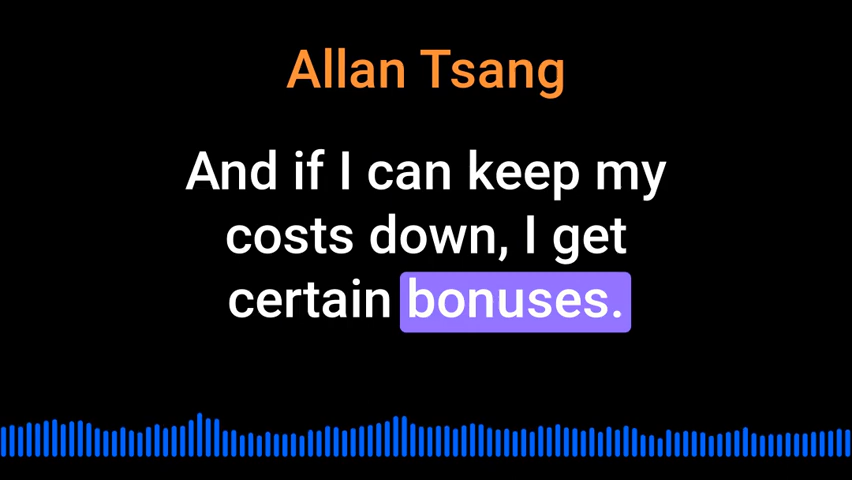 Allan Tsang
And if I can keep my
costs down, I get
certain bonuses.